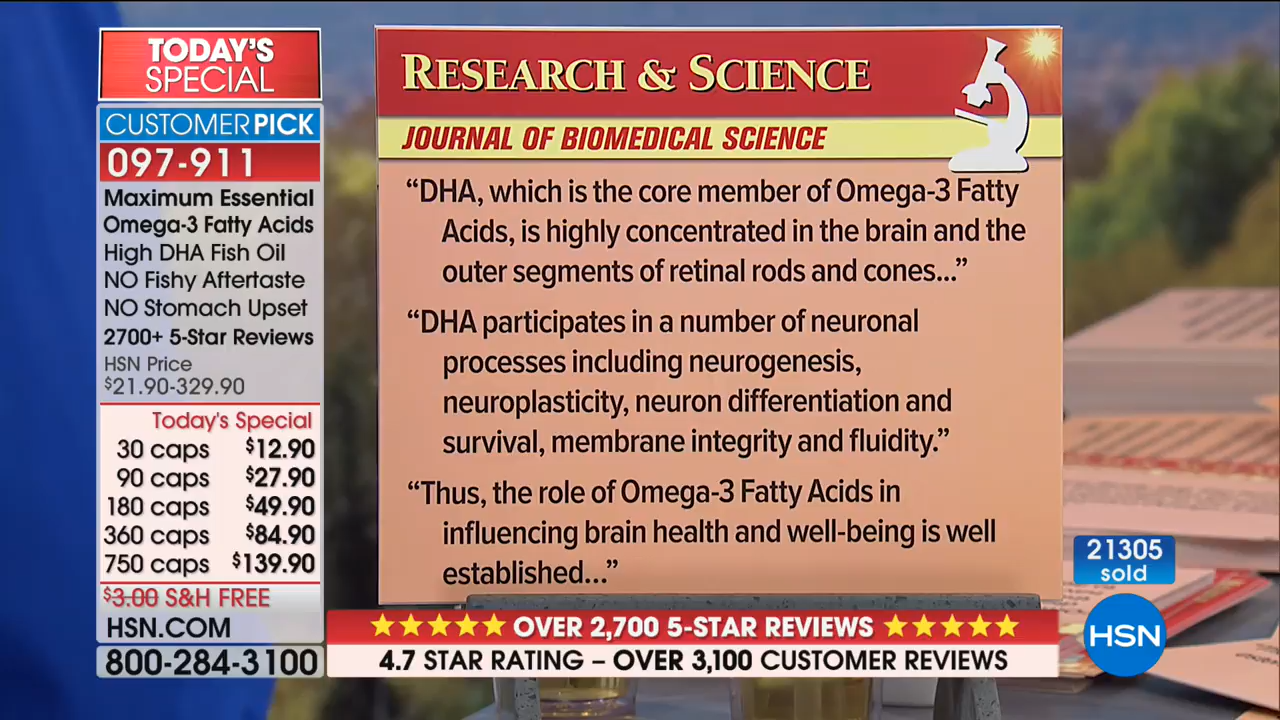 TODAY'S
SPECIAL
CUSTOMER PICK
097-911
Maximum Essential
Omega-3 Fatty Acids
High DHA Fish Oil
NO Fishy Aftertaste
NO Stomach Upset
2700+ 5-Star Reviews
HSN Price
$21.90-329.90
Today's Special
30 caps $12.90
90 caps $27.90
180 caps $49.90
360 caps $84.90
750 caps $139.90
$3.00 S&H FREE
HSN.COM
800-284-3100
RESEARCH & SCIENCE
JOURNAL OF BIOMEDICAL SCIENCE
“DHA, which is the core member of Omega-3 Fatty
Acids, is highly concentrated in the brain and the
outer segments of retinal rods and cones...”
“DHA participates in a number of neuronal
processes including neurogenesis,
neuroplasticity, neuron differentiation and
survival, membrane integrity and fluidity.”
“Thus, the role of Omega-3 Fatty Acids in
influencing brain health and well-being is well
established...”
21305
sold
HSN
OVER 2,700 5-STAR REVIEWS
4.7 STAR RATING – OVER 3,100 CUSTOMER REVIEWS